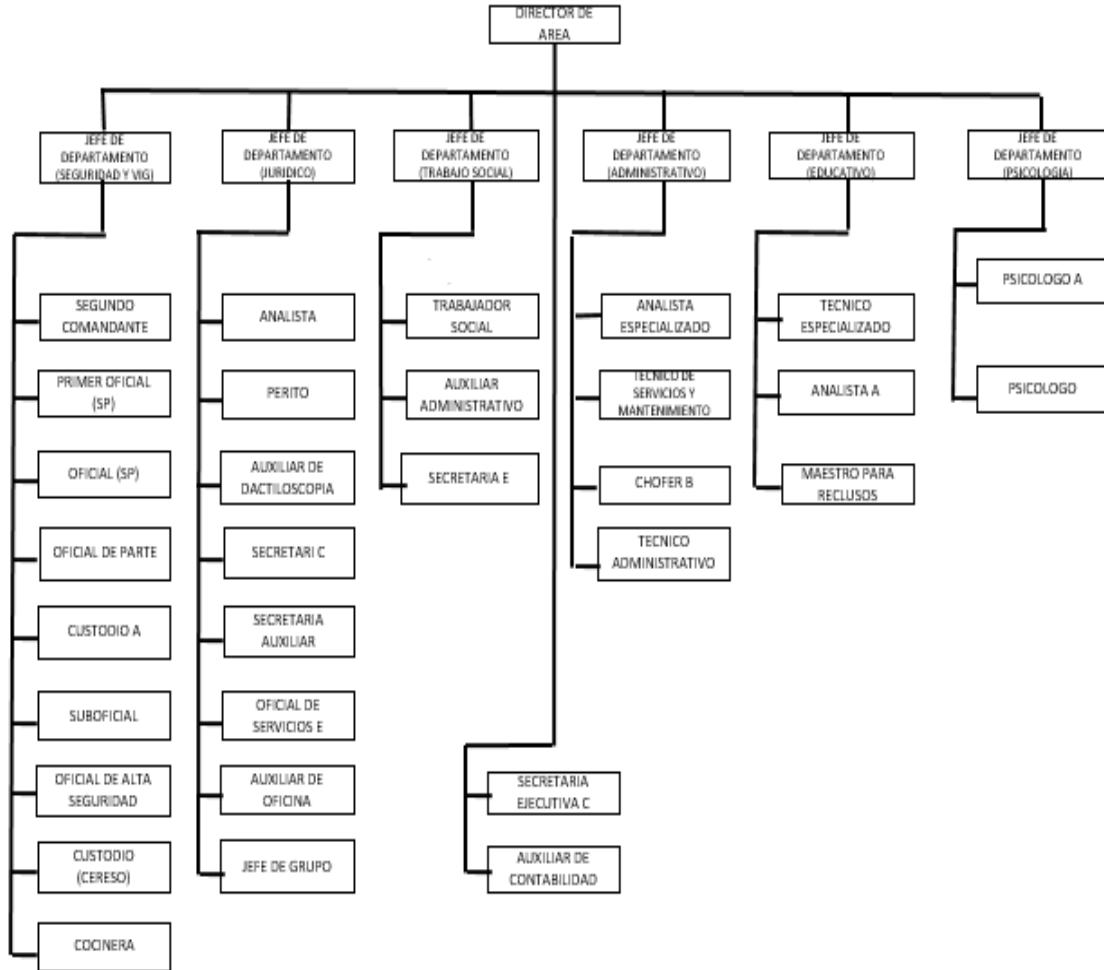 DIRECTOR DE
AREA
JEFE DE
DEPARTAMENTO
(SEGURIDAD Y VIG)
JEFE DE
DEPARTAMENTO
(JURIDICO)
JEFE DE
DEPARTAMENTO
(TRABAJO SOCIAL)
JEFE DE
DEPARTAMENTO
(ADMINISTRATIVO)
JEFE DE
DEPARTAMENTO
(EDUCATIVO)
JEFE DE
DEPARTAMENTO
(PSICOLOGIA)
SEGUNDO
COMANDANTE
PRIMER OFICIAL
(SP)
OFICIAL (SP)
OFICIAL DE PARTE
CUSTODIO A
SUBOFICIAL
OFICIAL DE ALTA
SEGURIDAD
CUSTODIO
(CERESO)
COCINERA
ANALISTA
PERITO
AUXILIAR DE
DACTILOSCOPIA
SECRETARI C
SECRETARIA
AUXILIAR
OFICIAL DE
SERVICIOS E
AUXILIAR DE
OFICINA
JEFE DE GRUPO
TRABAJADOR
SOCIAL
AUXILIAR
ADMINISTRATIVO
SECRETARIA E
ANALISTA
ESPECIALIZADO
TECNICO DE
SERVICIOS Y
MANTENIMIENTO
CHOFER B
TECNICO
ADMINISTRATIVO
TECNICO
ESPECIALIZADO
ANALISTA A
MAESTRO PARA
RECLUSOS
PSICOLOGO A
PSICOLOGO
SECRETARIA
EJECUTIVA C
AUXILIAR DE
CONTABILIDAD